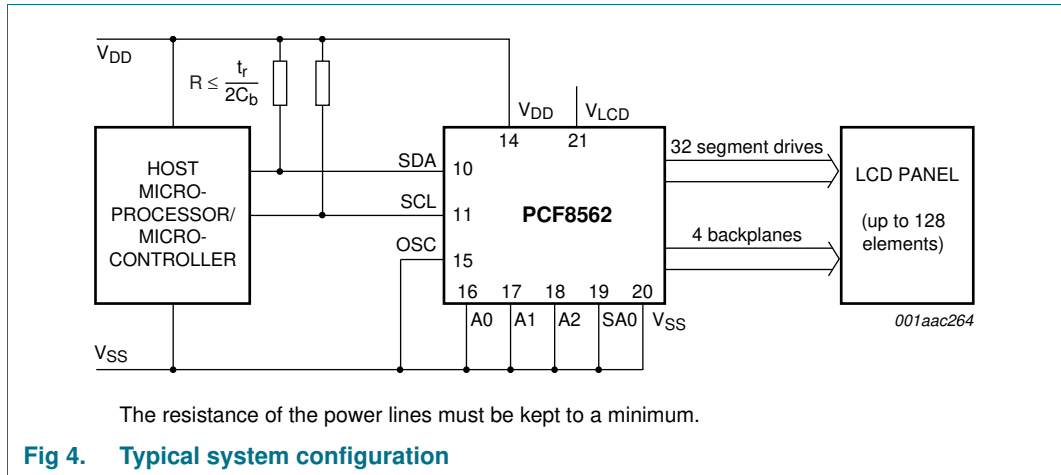 VDD
R ≤ tr
2Cb
VDD
VLCD
14
21
HOST
MICRO-
PROCESSOR/
MICRO-
CONTROLLER
SDA
10
SCL
11
OSC
15
PCF8562
32 segment drives
4 backplanes
LCD PANEL
(up to 128
elements)
16 17 18 19 20
A0 A1 A2 SA0 VSS
001aac264
VSS
The resistance of the power lines must be kept to a minimum.
Fig 4. Typical system configuration